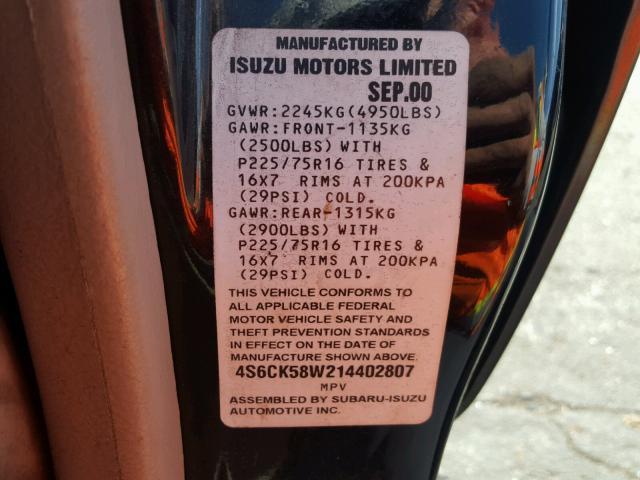 MANUFACTURED BY
ISUZU MOTORS LIMITED
SEP.00
GVWR:2245KG(4950LBS)
GAWR:FRONT-1135KG
(2500LBS) WITH
P225/75R16 TIRES &
16X7 RIMS AT 200KPA
(29PSI) COLD.
GAWR:REAR-1315KG
(2900LBS) WITH
P225/75R16 TIRES &
16X7 RIMS AT 200KPA
(29PSI) COLD.
THIS VEHICLE CONFORMS TO
ALL APPLICABLE FEDERAL
MOTOR VEHICLE SAFETY AND
THEFT PREVENTION STANDARDS
IN EFFECT ON THE DATE OF
MANUFACTURE SHOWN ABOVE.
4S6CK58W214402807
MPV
ASSEMBLED BY SUBARU-ISUZU
AUTOMOTIVE INC.